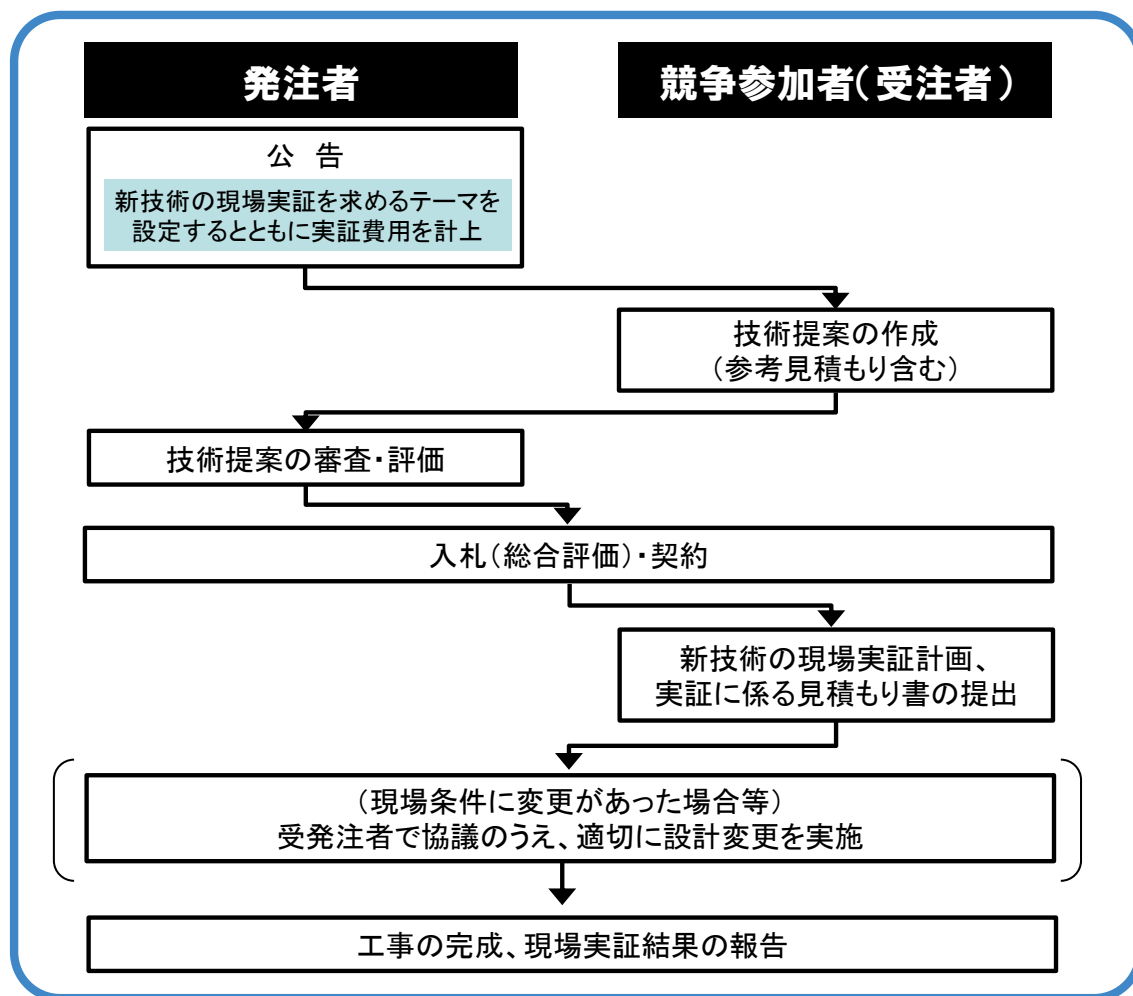 発注者
競争参加者(受注者)
公 告
新技術の現場実証を求めるテーマを
設定するとともに実証費用を計上
技術提案の作成
(参考見積もり含む)
技術提案の審査・評価
入札(総合評価)・契約
新技術の現場実証計画、
実証に係る見積もり書の提出
(現場条件に変更があった場合等)
受発注者で協議のうえ、適切に設計変更を実施
工事の完成、現場実証結果の報告